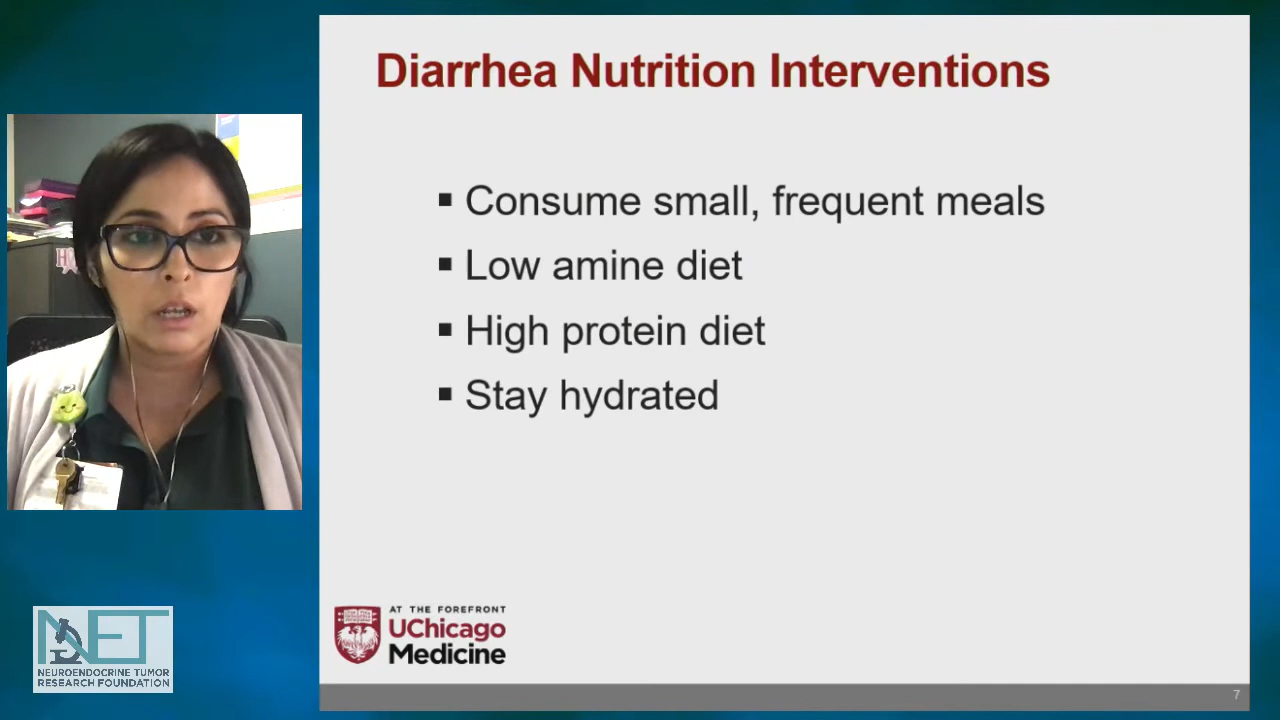 Diarrhea Nutrition Interventions
▪ Consume small, frequent meals
▪ Low amine diet
▪ High protein diet
▪ Stay hydrated
AT THE FOREFRONT
UChicago
Medicine
NET
NEUROENDOCRINE TUMOR
RESEARCH FOUNDATION
7